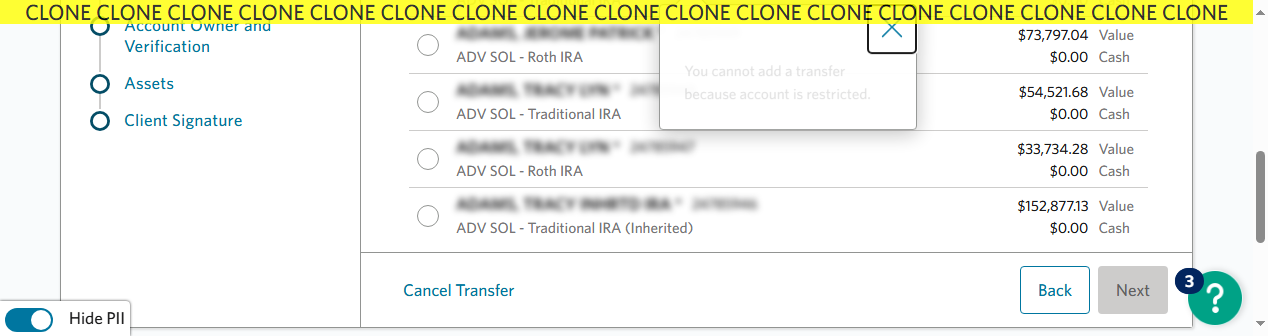 CLONE CLONE CLONE CLONE CLONE CLONE CLONE CLONE CLONE CLONE CLONE CLONE CLONE CLONE CLONE CLONE CLONE
Account Owner and
Verification
Assets
Client Signature
$73,797.04 Value
ADV SOL - Roth IRA
$0.00 Cash
You cannot add a transfer
because account is restricted.
$54,521.68 Value
ADV SOL - Traditional IRA
$0.00 Cash
$33,734.28 Value
ADV SOL - Roth IRA
$0.00 Cash
$152,877.13 Value
ADV SOL - Traditional IRA (Inherited)
$0.00 Cash
Cancel Transfer
Back
Next
3
?
Hide PII